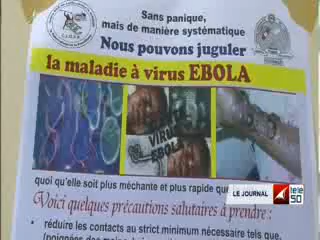 Sans panique,
mais de manière systématique
Nous pouvons juguler
la maladie à virus EBOLA
VIRUS
EBOLA
quoi qu'elle soit plus méchante et plus rapide que
LE JOURNAL
tele
50
Voici quelques précautions salutaires à prendre :
réduire les contacts au strict minimum nécessaire tels que,